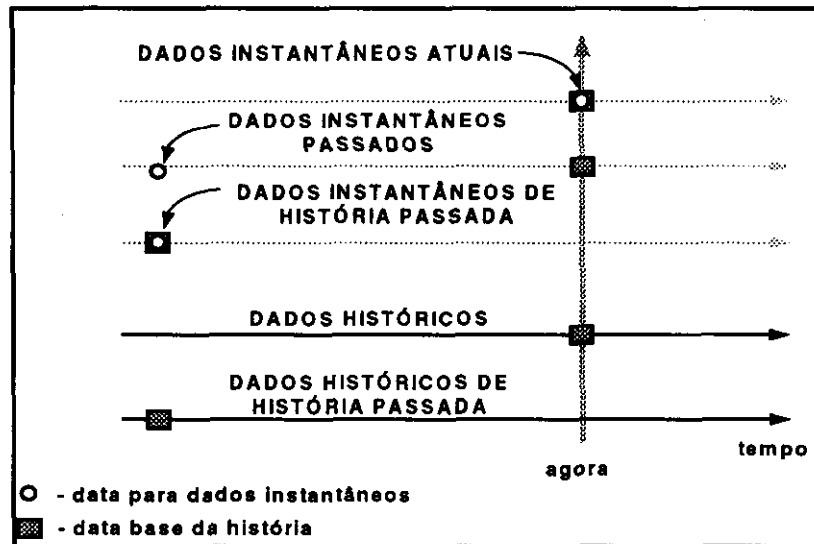 DADOS INSTANTÂNEOS ATUAIS
DADOS INSTANTÂNEOS
PASSADOS
DADOS INSTANTÂNEOS DE
HISTÓRIA PASSADA
DADOS HISTÓRICOS
DADOS HISTÓRICOS DE
HISTÓRIA PASSADA
tempo
agora
- data para dados instantâneos
- data base da história